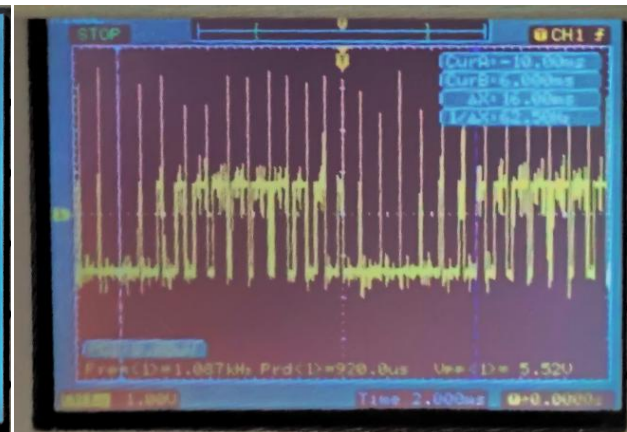 STOP
CH1
CurA=-10.00ms
CurB=6.000ms
ΔX=16.00ms
1/ΔX=62.50Hz
Freq<1>=1.087kHz Prd<1>=920.0us Vpp<1>= 5.52V
1.00V Time 2.000ms 0.0000s